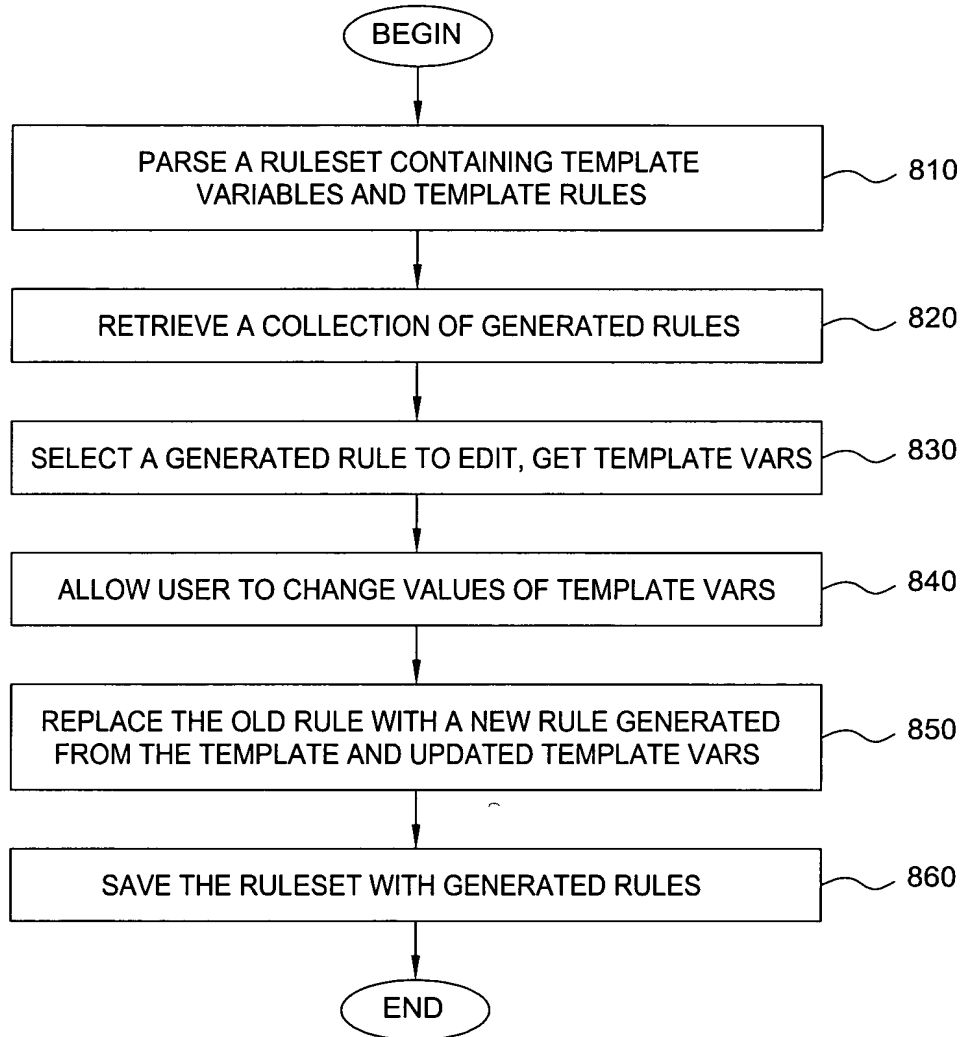 BEGIN
PARSE A RULESET CONTAINING TEMPLATE
VARIABLES AND TEMPLATE RULES
810
RETRIEVE A COLLECTION OF GENERATED RULES
820
SELECT A GENERATED RULE TO EDIT, GET TEMPLATE VARS
830
ALLOW USER TO CHANGE VALUES OF TEMPLATE VARS
840
REPLACE THE OLD RULE WITH A NEW RULE GENERATED
FROM THE TEMPLATE AND UPDATED TEMPLATE VARS
850
SAVE THE RULESET WITH GENERATED RULES
860
END